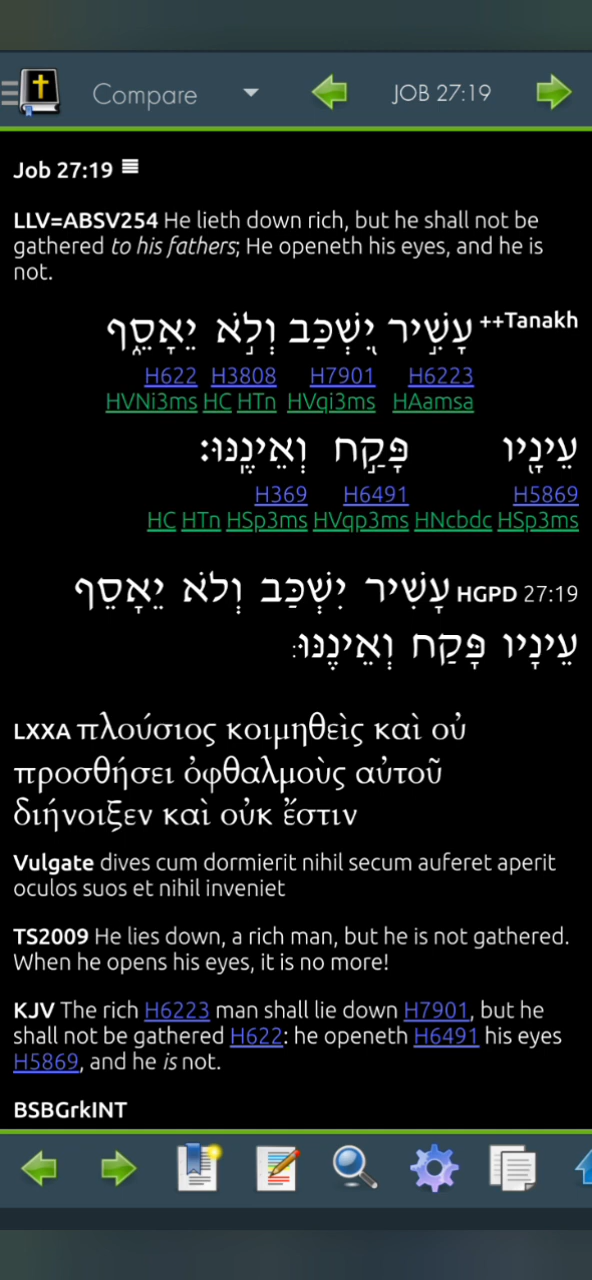 Compare
JOB 27:19
Job 27:19
LLV=ABSV254 He lieth down rich, but he shall not be
gathered to his fathers; He openeth his eyes, and he is
not.
++Tanakh עָשִׁ֣יר יִ֭שְׁכַּב וְלֹ֣א יֵאָסֵ֑ף
H622 H3808 H7901 H6223
HVNi3ms HC HTn HVqi3ms HAamsa
עֵינָ֖יו פָּקַ֣ח וְאֵינֶֽנּוּ׃
H369 H6491 H5869
HC HTn HSp3ms HVqp3ms HNcbdc HSp3ms
HGPD 27:19 עָשִׁיר יִשְׁכַּב וְלֹא יֵאָסֵף
עֵינָיו פָּקַח וְאֵינֶנּוּ׃
LXXA πλούσιος κοιμηθεὶς καὶ οὐ
προσθήσει ὀφθαλμοὺς αὐτοῦ
διήνοιξεν καὶ οὐκ ἔστιν
Vulgate dives cum dormierit nihil secum auferet aperit
oculos suos et nihil inveniet
TS2009 He lies down, a rich man, but he is not gathered.
When he opens his eyes, it is no more!
KJV The rich H6223 man shall lie down H7901, but he
shall not be gathered H622: he openeth H6491 his eyes
H5869, and he is not.
BSBGrkINT